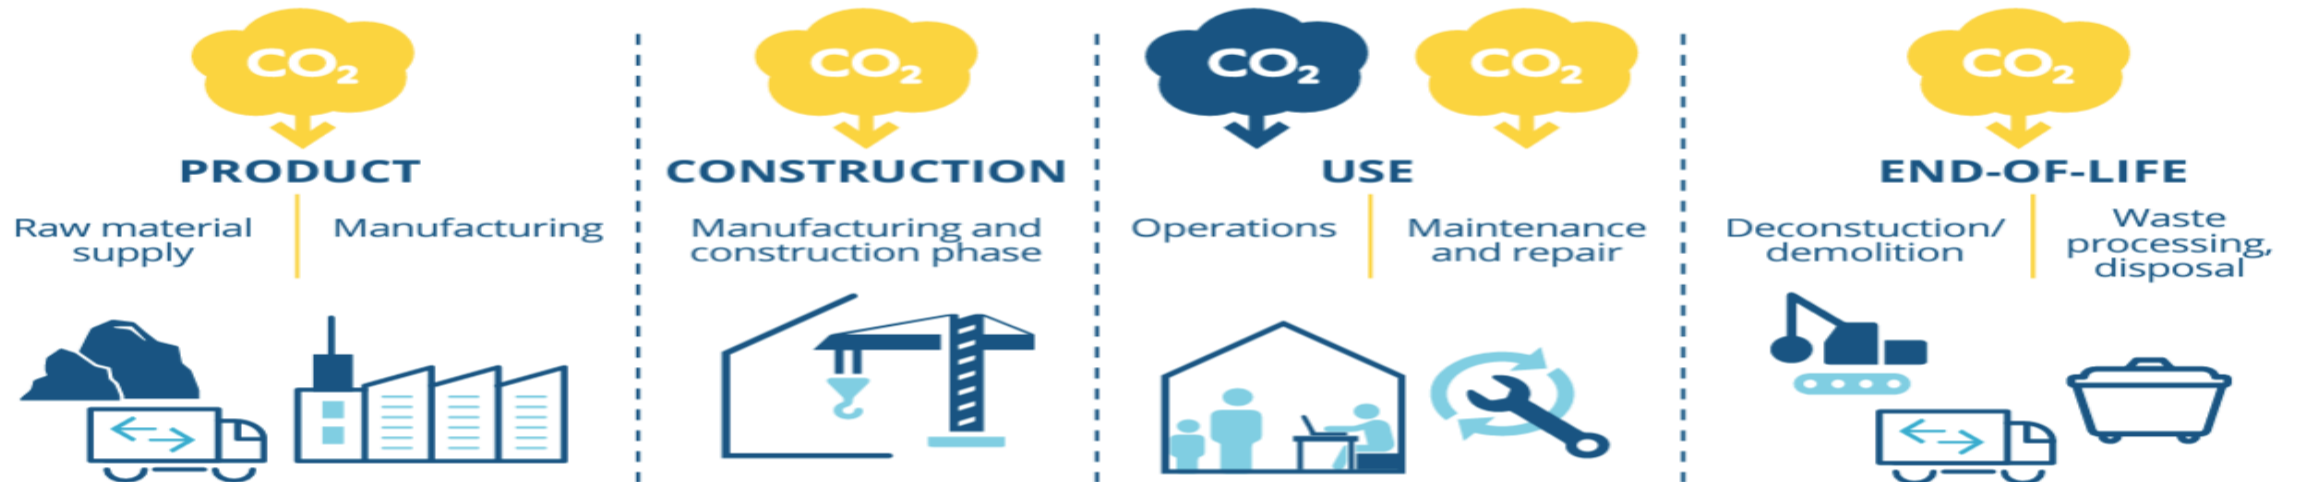 CO₂
PRODUCT
Raw material
supply
Manufacturing
CO₂
CONSTRUCTION
Manufacturing and
construction phase
CO₂
CO₂
USE
Operations
Maintenance
and repair
CO₂
END-OF-LIFE
Deconstuction/
demolition
Waste
processing,
disposal